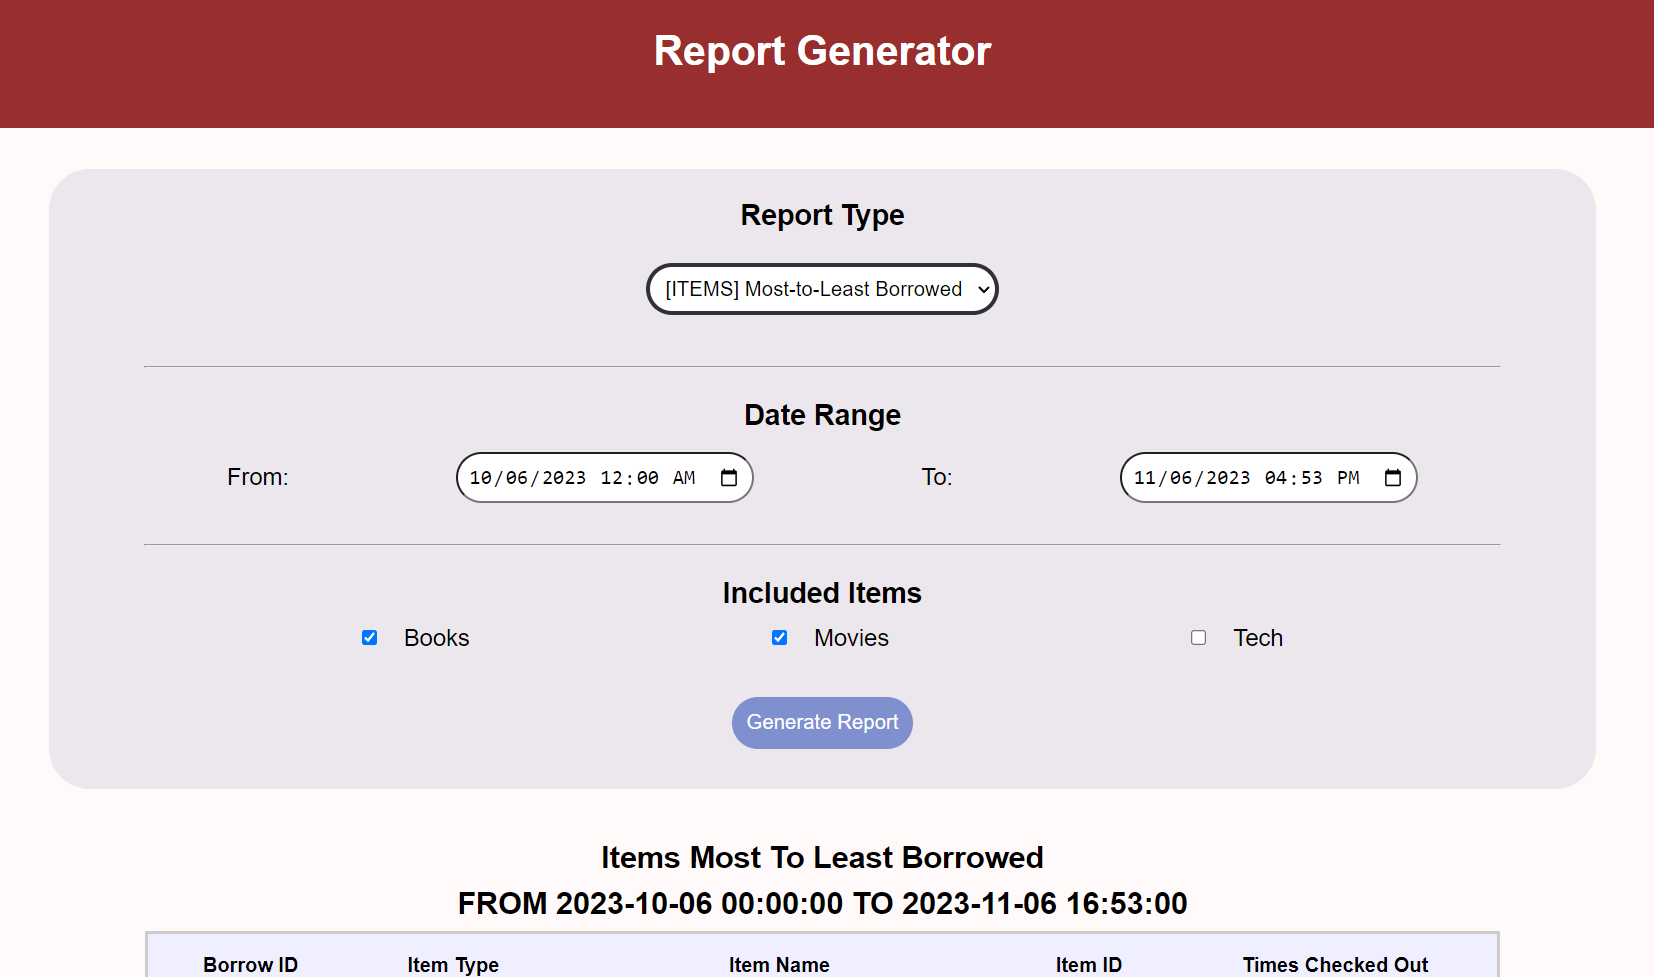 Report Generator
Report Type
[ITEMS] Most-to-Least Borrowed
Date Range
From: 10/06/2023 12:00 AM To: 11/06/2023 04:53 PM
Included Items
Books Movies Tech
Generate Report
Items Most To Least Borrowed
FROM 2023-10-06 00:00:00 TO 2023-11-06 16:53:00
Borrow ID Item Type Item Name Item ID Times Checked Out